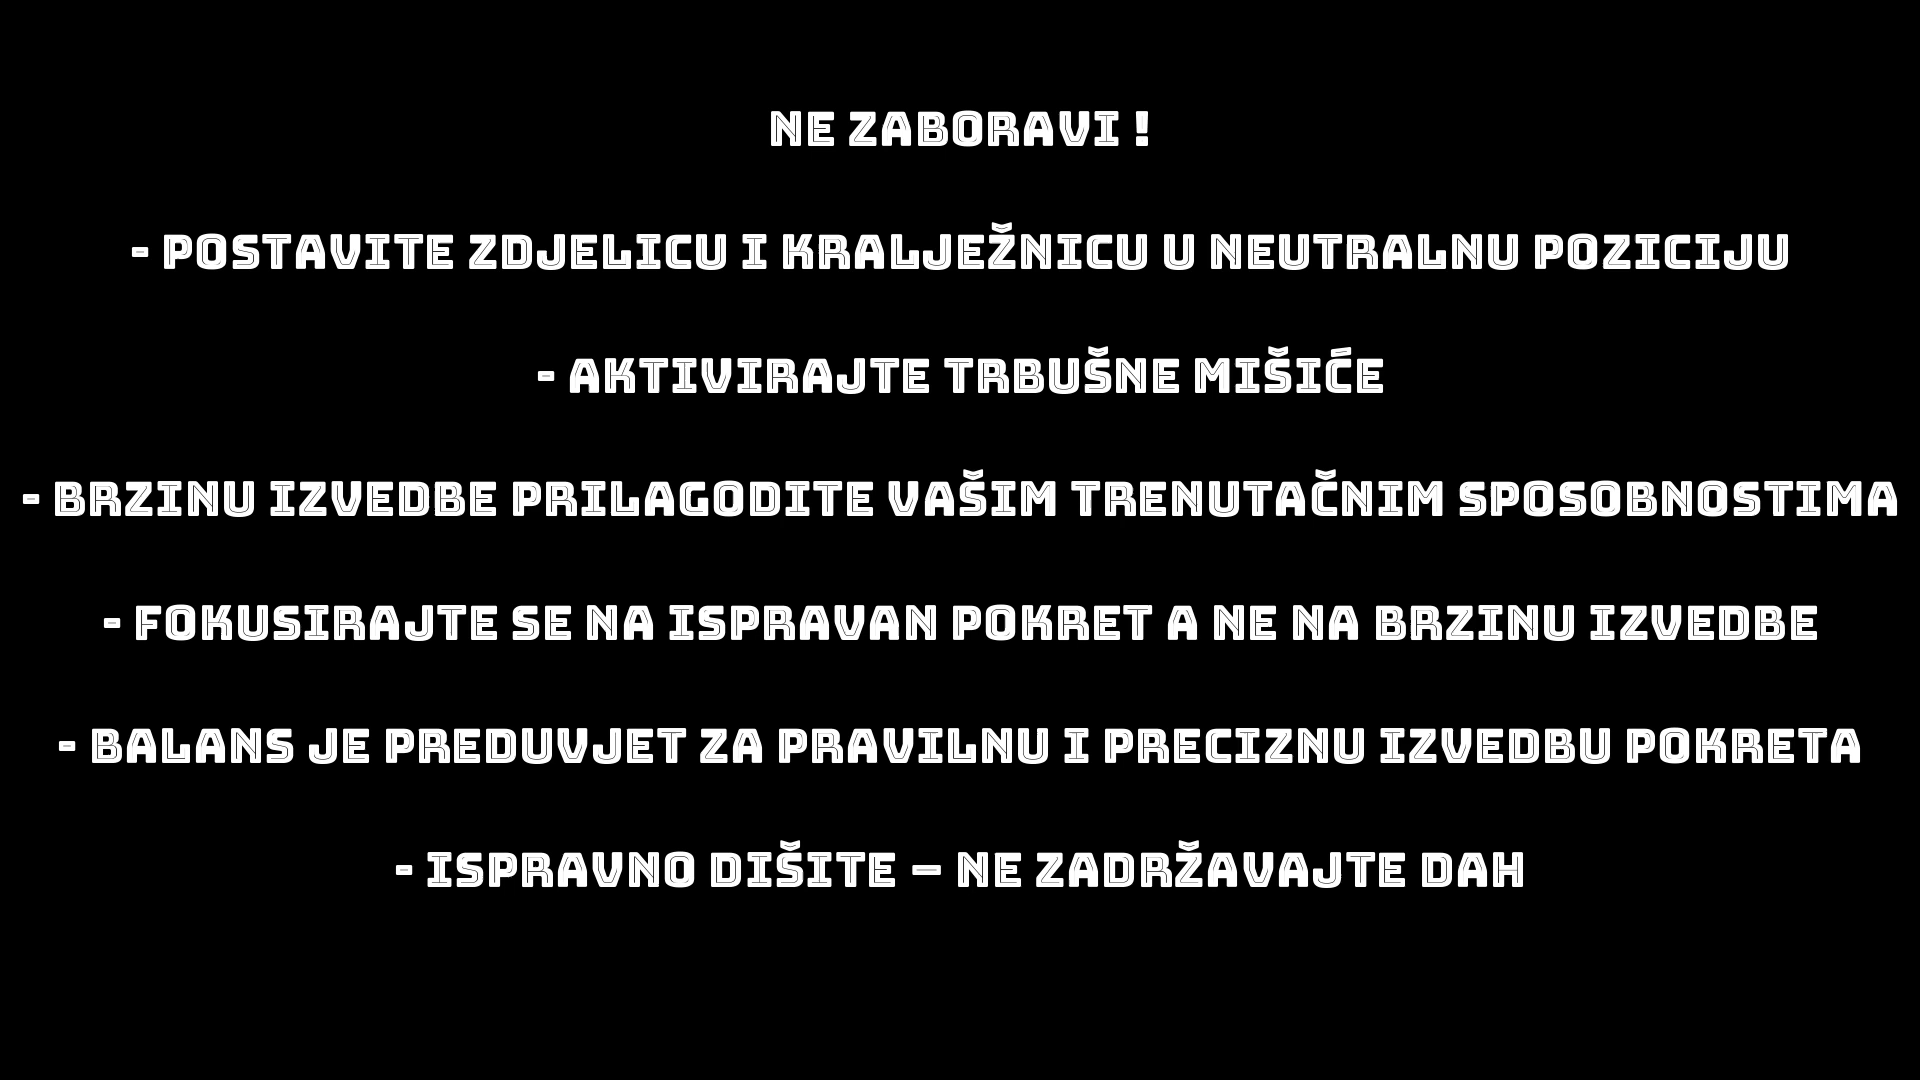 NE ZABORAVI !
- POSTAVITE ZDJELICU I KRALJEŽNICU U NEUTRALNU POZICIJU
- AKTIVIRAJTE TRBUŠNE MIŠIĆE
- BRZINU IZVEDBE PRILAGODITE VAŠIM TRENUTAČNIM SPOSOBNOSTIMA
- FOKUSIRAJTE SE NA ISPRAVAN POKRET A NE NA BRZINU IZVEDBE
- BALANS JE PREDUVJET ZA PRAVILNU I PRECIZNU IZVEDBU POKRETA
- ISPRAVNO DIŠITE – NE ZADRŽAVAJTE DAH